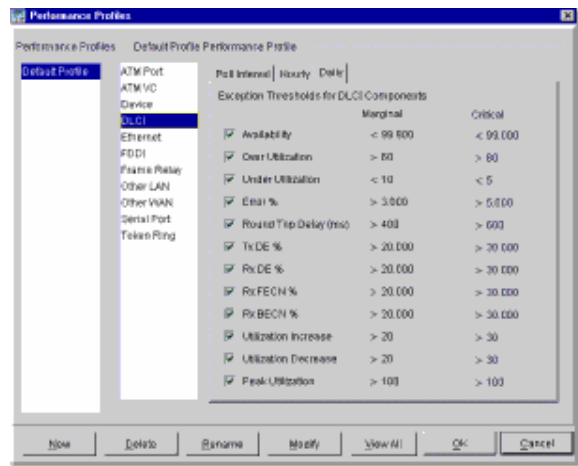 Performance Profiles
Performance Profiles Default Profile Performance Profile
Default Profile
ATM Port
ATM VC
Device
DLCI
Ethernet
FDDI
Frame Relay
Other LAN
Other WAN
Serial Port
Token Ring
Poll Interval Hourly Daily
Exception Thresholds for DLCI Components
Marginal Critical
Availability < 99.900 < 99.000
Over Utilization > 60 > 80
Under Utilization < 10 < 5
Error % > 3.000 > 5.000
Round Trip Delay (ms) > 400 > 600
Tx DE % > 20.000 > 30.000
Rx DE % > 20.000 > 30.000
Rx FECN % > 20.000 > 30.000
Rx BECN % > 20.000 > 30.000
Utilization Increase > 20 > 30
Utilization Decrease > 20 > 30
Peak Utilization > 100 > 100
New Delete Rename Modify View All OK Cancel